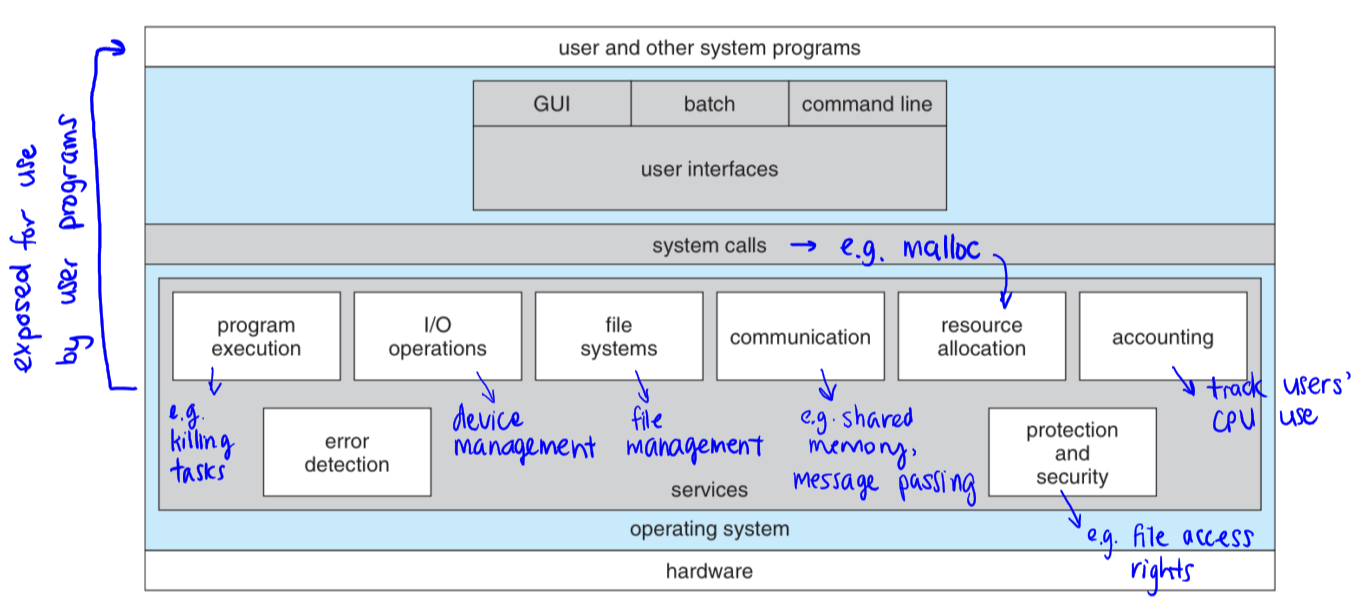 user and other system programs
GUI
batch
command line
user interfaces
exposed for use
by user programs
system calls → e.g. malloc
program
execution
I/O
operations
file
systems
communication
resource
allocation
accounting
e.g.
killing
tasks
device
management
file
management
e.g. shared
memory,
message passing
track users'
CPU use
error
detection
protection
and
security
services
e.g. file access
rights
operating system
hardware